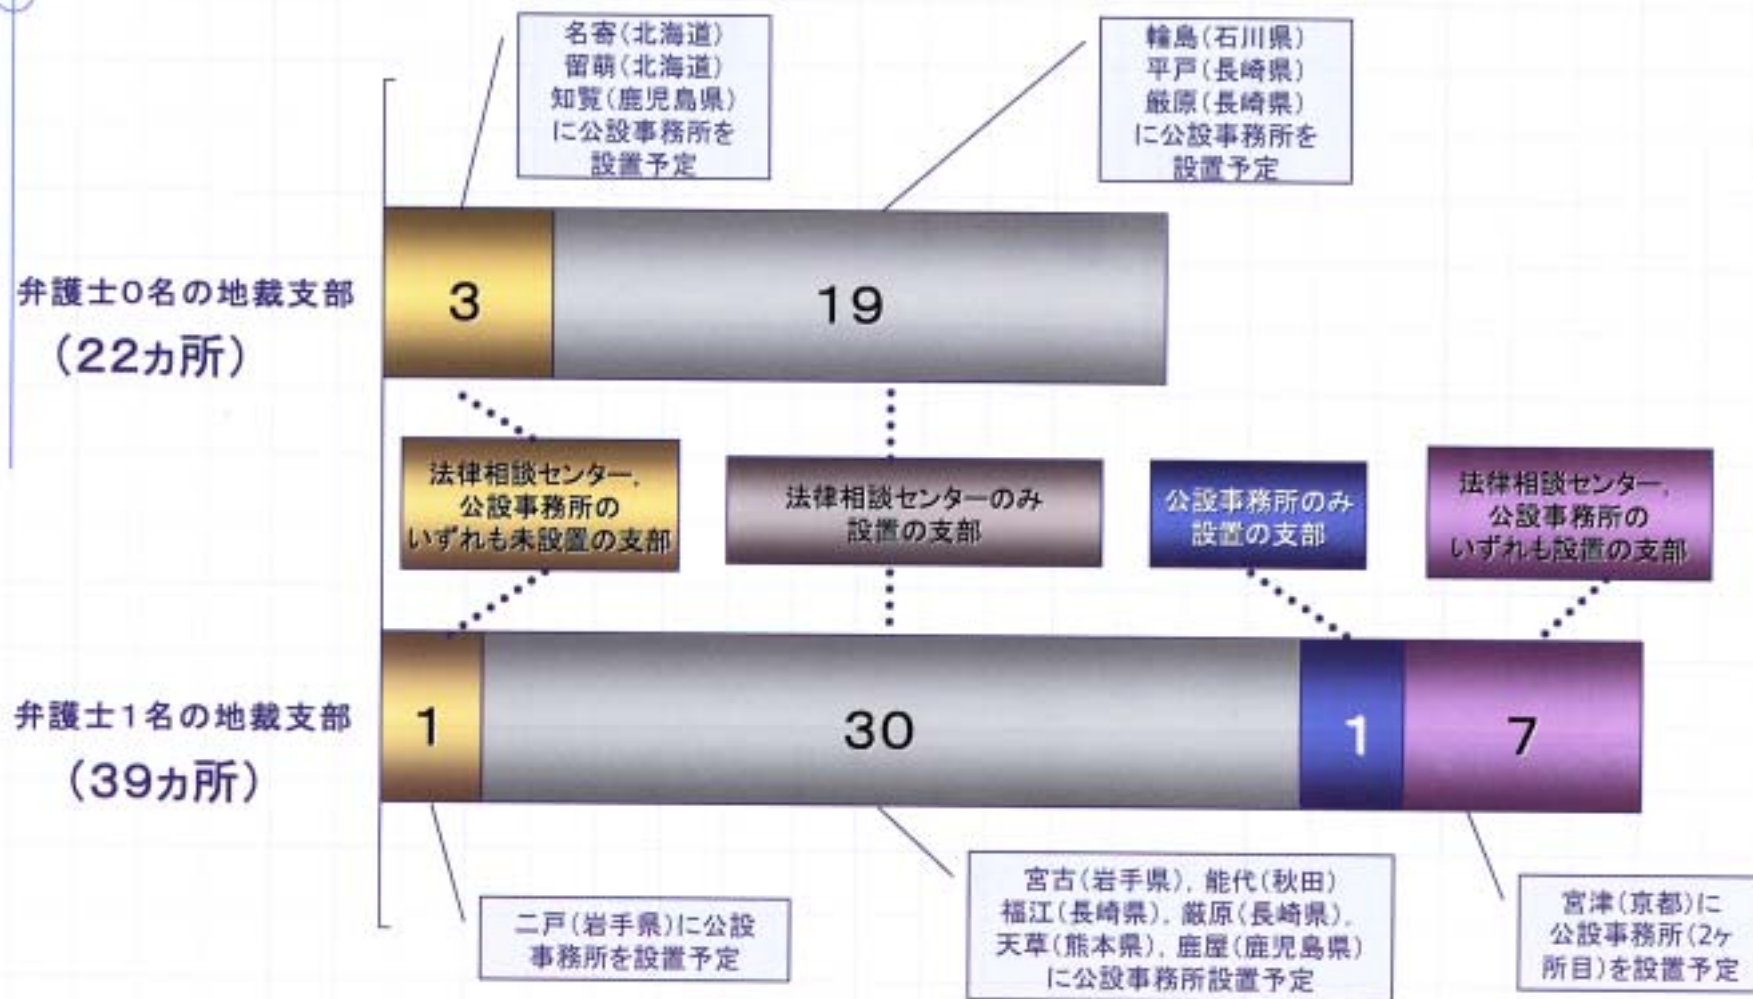 名寄(北海道)
留萌(北海道)
知覧(鹿児島県)
に公設事務所を
設置予定
輪島(石川県)
平戸(長崎県)
厳原(長崎県)
に公設事務所を
設置予定
弁護士0名の地裁支部
(22ヵ所)
3
19
法律相談センター,
公設事務所の
いずれも未設置の支部
法律相談センターのみ
設置の支部
公設事務所のみ
設置の支部
法律相談センター,
公設事務所の
いずれも設置の支部
弁護士1名の地裁支部
(39ヵ所)
1
30
1
7
二戸(岩手県)に公設
事務所を設置予定
宮古(岩手県), 能代(秋田)
福江(長崎県), 厳原(長崎県),
天草(熊本県), 鹿屋(鹿児島県)
に公設事務所設置予定
宮津(京都)に
公設事務所(2ケ
所目)を設置予定